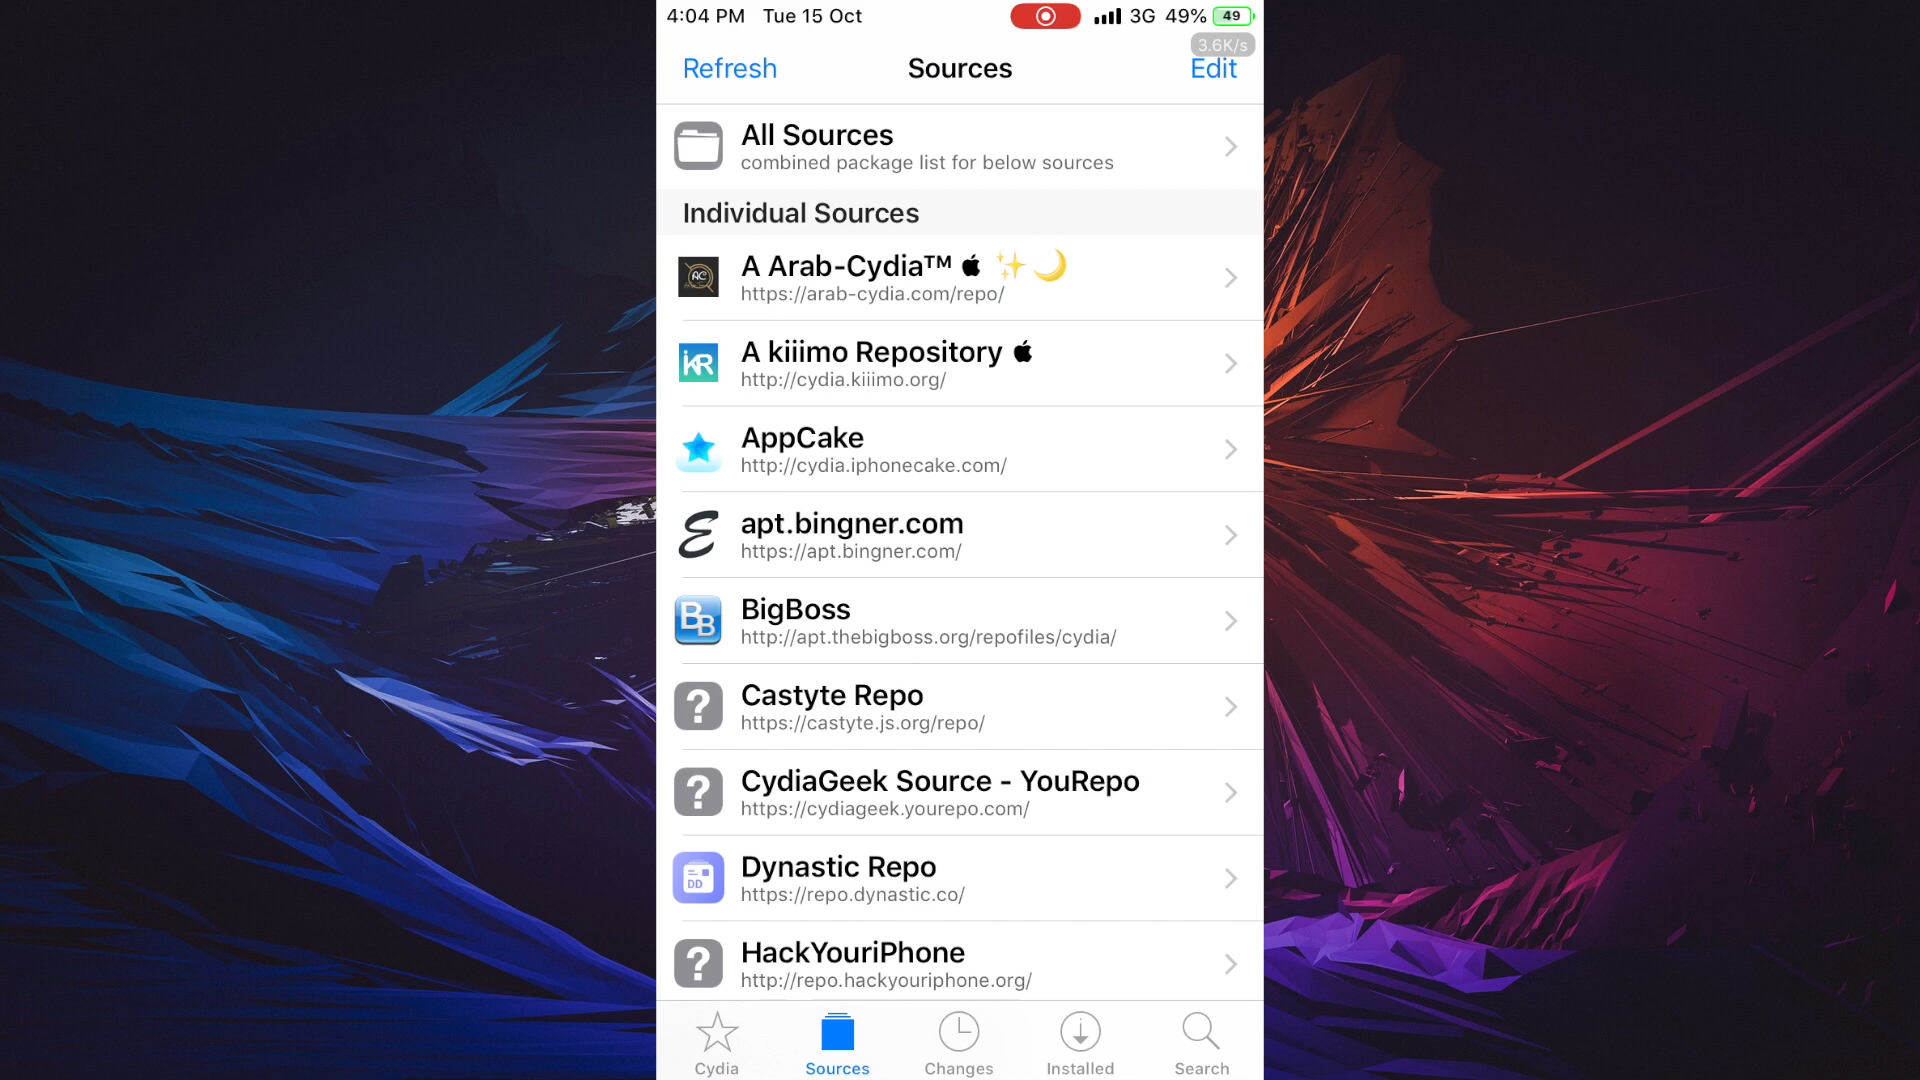 4:04 PM Tue 15 Oct 3G 49% 49
3.6K/s
Refresh Sources Edit
All Sources
combined package list for below sources
Individual Sources
A Arab-Cydia™  ✨🌙
https://arab-cydia.com/repo/
A kiiimo Repository 
http://cydia.kiiimo.org/
AppCake
http://cydia.iphonecake.com/
apt.bingner.com
https://apt.bingner.com/
BigBoss
http://apt.thebigboss.org/repofiles/cydia/
Castyte Repo
https://castyte.js.org/repo/
CydiaGeek Source - YouRepo
https://cydiageek.yourepo.com/
Dynastic Repo
https://repo.dynastic.co/
HackYouriPhone
http://repo.hackyouriphone.org/
Cydia Sources Changes Installed Search